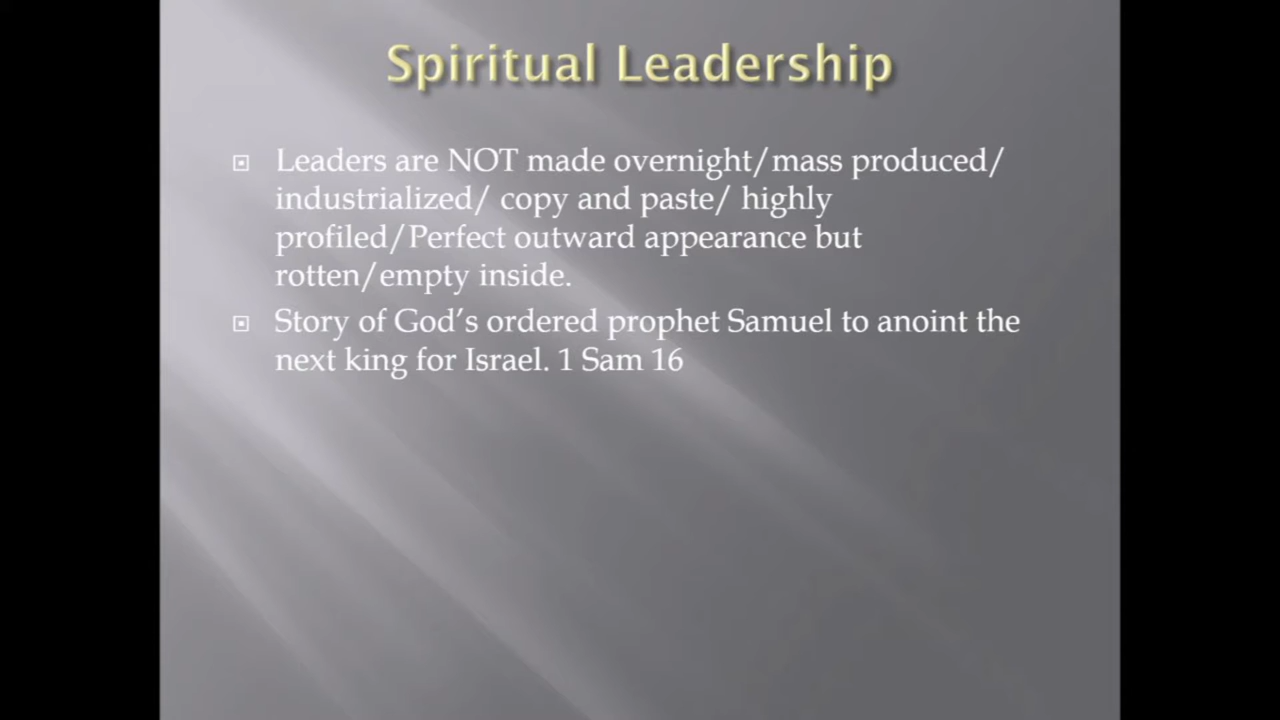 Spiritual Leadership
Leaders are NOT made overnight/mass produced/
industrialized/ copy and paste/ highly
profiled/Perfect outward appearance but
rotten/empty inside.
Story of God’s ordered prophet Samuel to anoint the
next king for Israel. 1 Sam 16